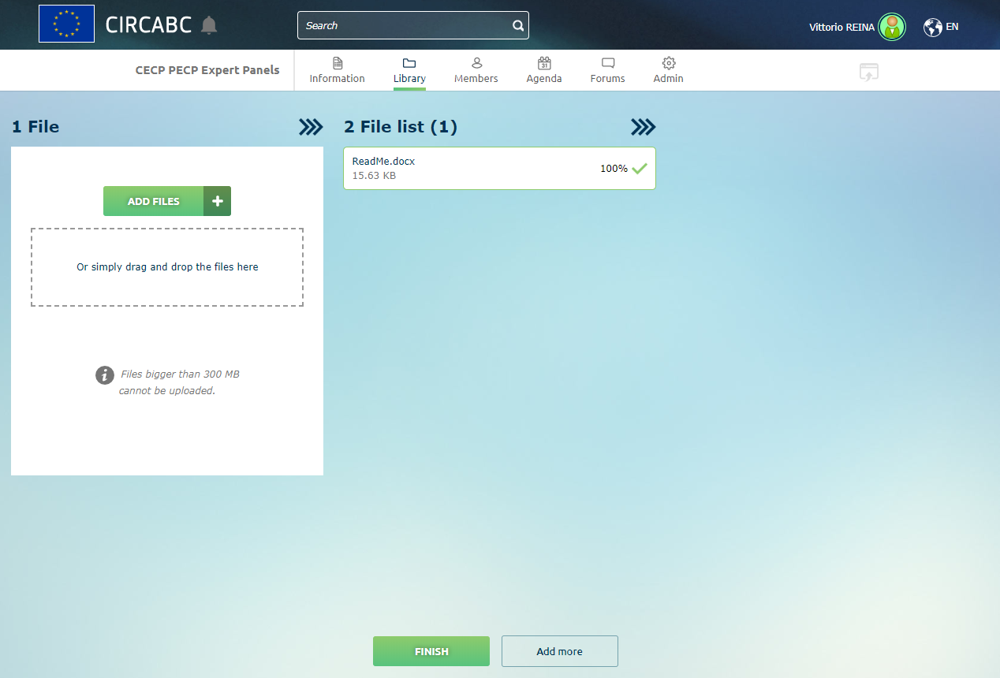 CIRCABC
Search
Vittorio REINA
EN
CECP PECP Expert Panels
Information
Library
Members
31
Agenda
Forums
Admin
1 File
2 File list (1)
ReadMe.docx
15.63 KB
100%
ADD FILES +
Or simply drag and drop the files here
i Files bigger than 300 MB
cannot be uploaded.
FINISH
Add more